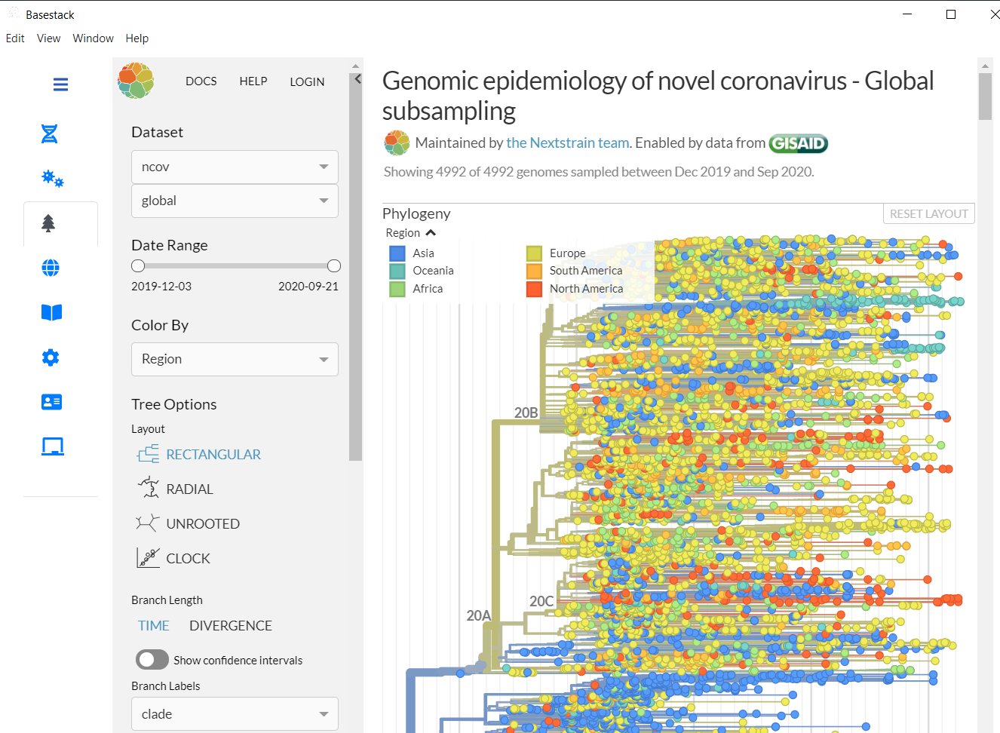 Basestack
Edit View Window Help
DOCS HELP LOGIN
Dataset
ncov
global
Date Range
2019-12-03 2020-09-21
Color By
Region
Tree Options
Layout
RECTANGULAR
RADIAL
UNROOTED
CLOCK
Branch Length
TIME DIVERGENCE
Show confidence intervals
Branch Labels
clade
Genomic epidemiology of novel coronavirus - Global
subsampling
Maintained by the Nextstrain team. Enabled by data from GISAID
Showing 4992 of 4992 genomes sampled between Dec 2019 and Sep 2020.
Phylogeny
RESET LAYOUT
Region
Asia Europe
Oceania South America
Africa North America
20B
20C
20A